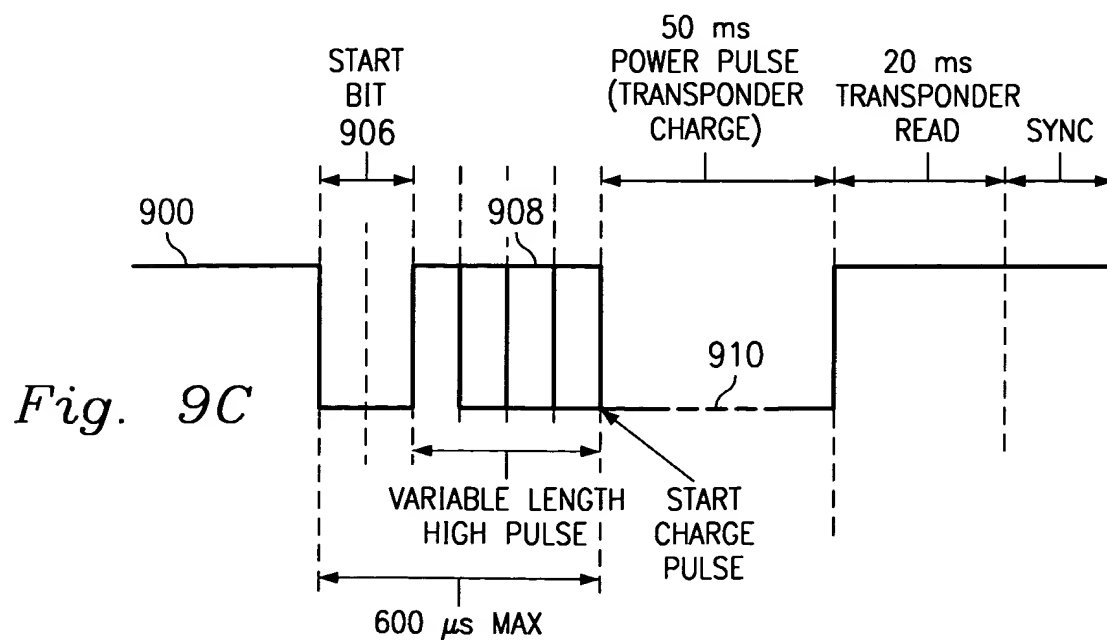 START
BIT
906
50 ms
POWER PULSE
(TRANSPONDER
CHARGE)
20 ms
TRANSPONDER
READ
SYNC
900
908
910
Fig. 9C
VARIABLE LENGTH
HIGH PULSE
START
CHARGE
PULSE
600 μs MAX